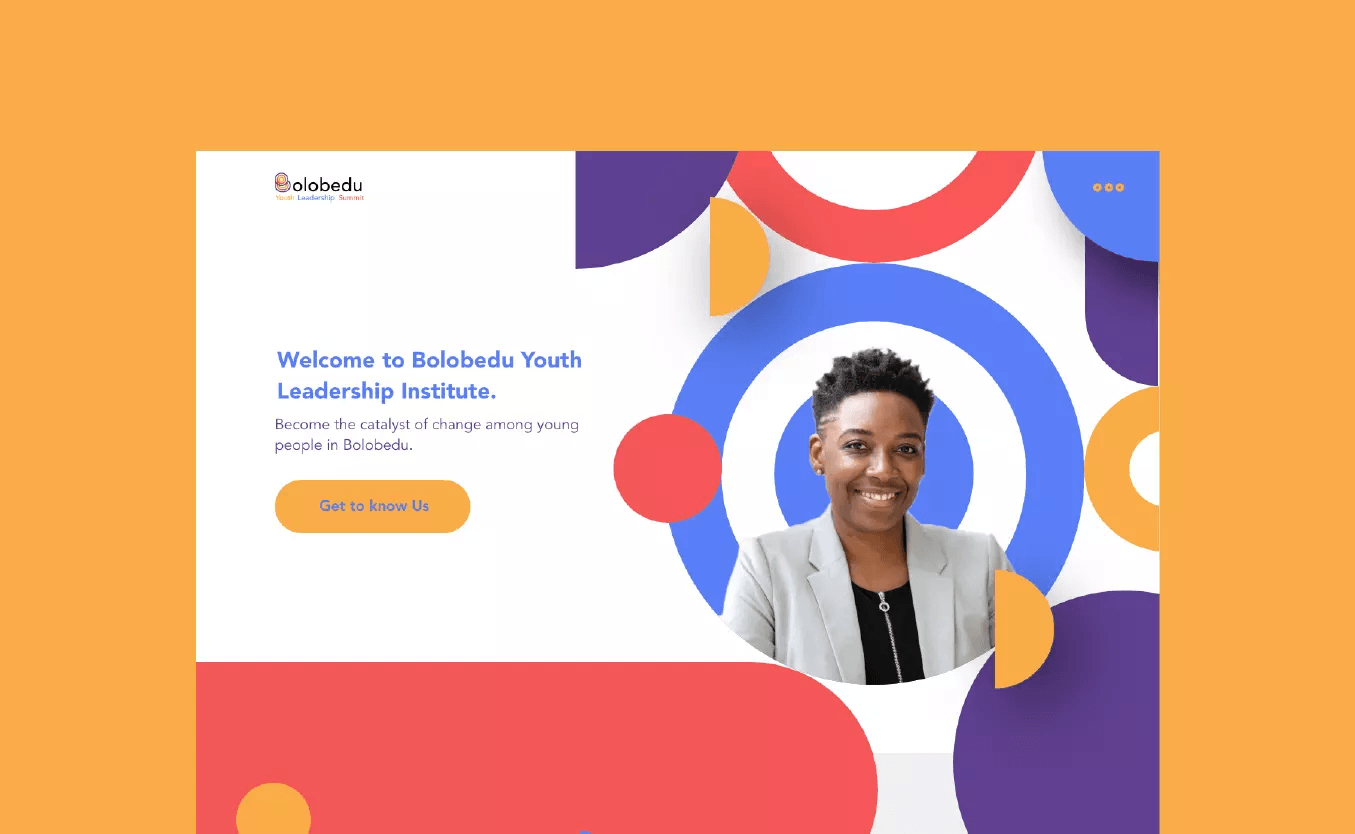 Bolobedu
Youth Leadership Summit
Welcome to Bolobedu Youth
Leadership Institute.
Become the catalyst of change among young
people in Bolobedu.
Get to know Us